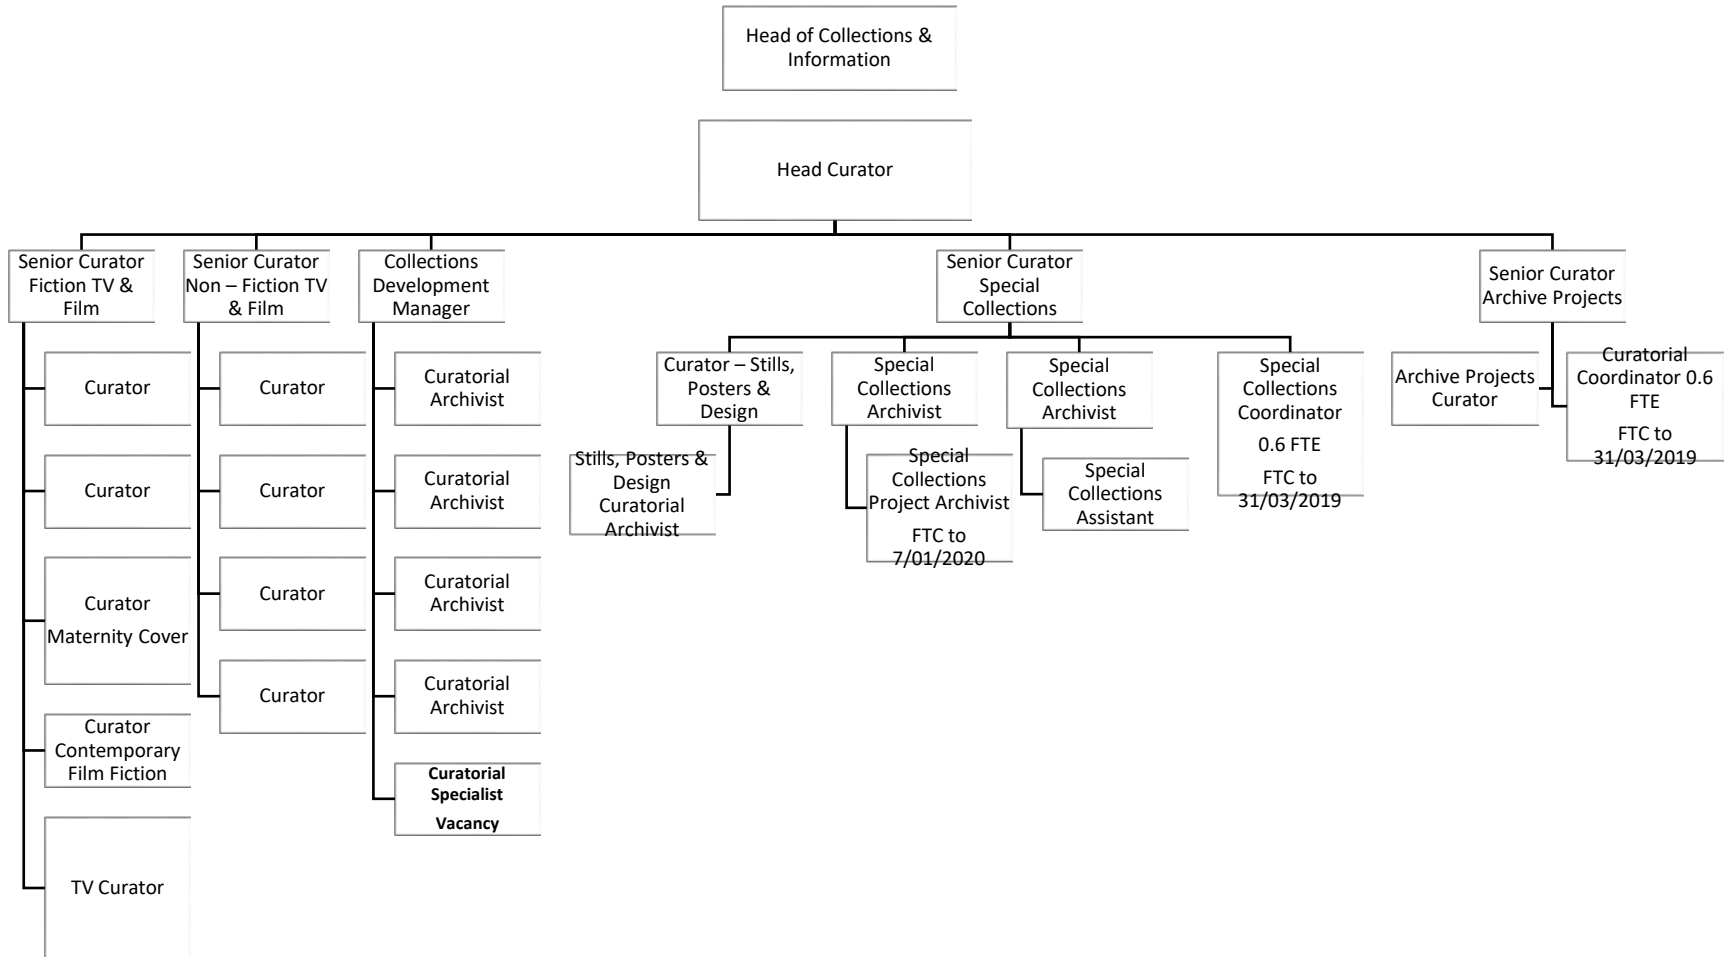 Head of Collections &
Information
Head Curator
Senior Curator
Fiction TV &
Film
Senior Curator
Non – Fiction TV
& Film
Collections
Development
Manager
Senior Curator
Special
Collections
Senior Curator
Archive Projects
Curator
Curator
Curator
Maternity Cover
Curator
Contemporary
Film Fiction
TV Curator
Curator
Curator
Curator
Curator
Curatorial
Archivist
Curatorial
Archivist
Curatorial
Archivist
Curatorial
Archivist
Curatorial
Specialist
Vacancy
Curator – Stills,
Posters &
Design
Stills, Posters &
Design
Curatorial
Archivist
Special
Collections
Archivist
Special
Collections
Project Archivist
FTC to
7/01/2020
Special
Collections
Archivist
Special
Collections
Assistant
Special
Collections
Coordinator
0.6 FTE
FTC to
31/03/2019
Archive Projects
Curator
Curatorial
Coordinator 0.6
FTE
FTC to
31/03/2019